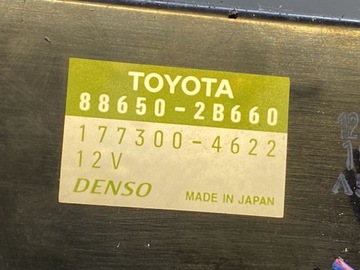 TOYOTA
88650-2B660
177300-4622
12V
DENSO MADE IN JAPAN